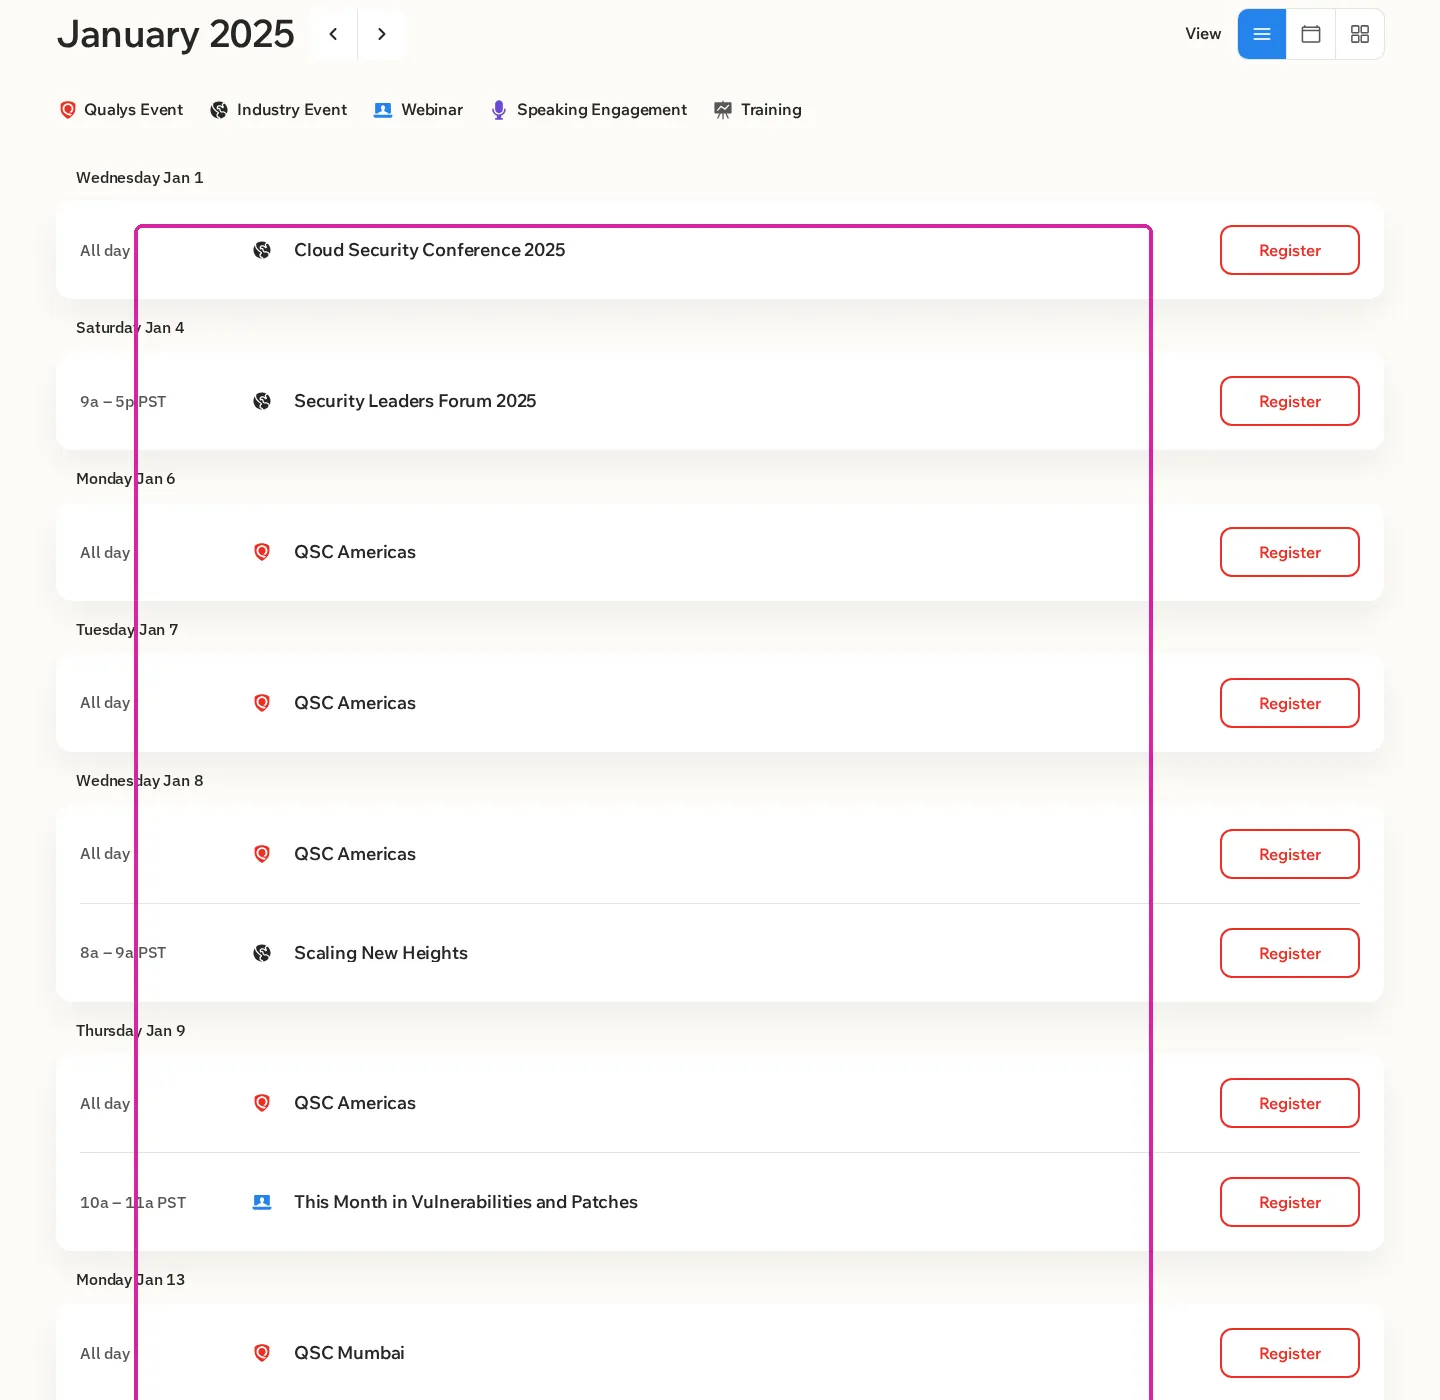 January 2025
View
Qualys Event Industry Event Webinar Speaking Engagement Training
Wednesday Jan 1
All day Cloud Security Conference 2025 Register
Saturday Jan 4
9a – 5p PST Security Leaders Forum 2025 Register
Monday Jan 6
All day QSC Americas Register
Tuesday Jan 7
All day QSC Americas Register
Wednesday Jan 8
All day QSC Americas Register
8a – 9a PST Scaling New Heights Register
Thursday Jan 9
All day QSC Americas Register
10a – 11a PST This Month in Vulnerabilities and Patches Register
Monday Jan 13
All day QSC Mumbai Register